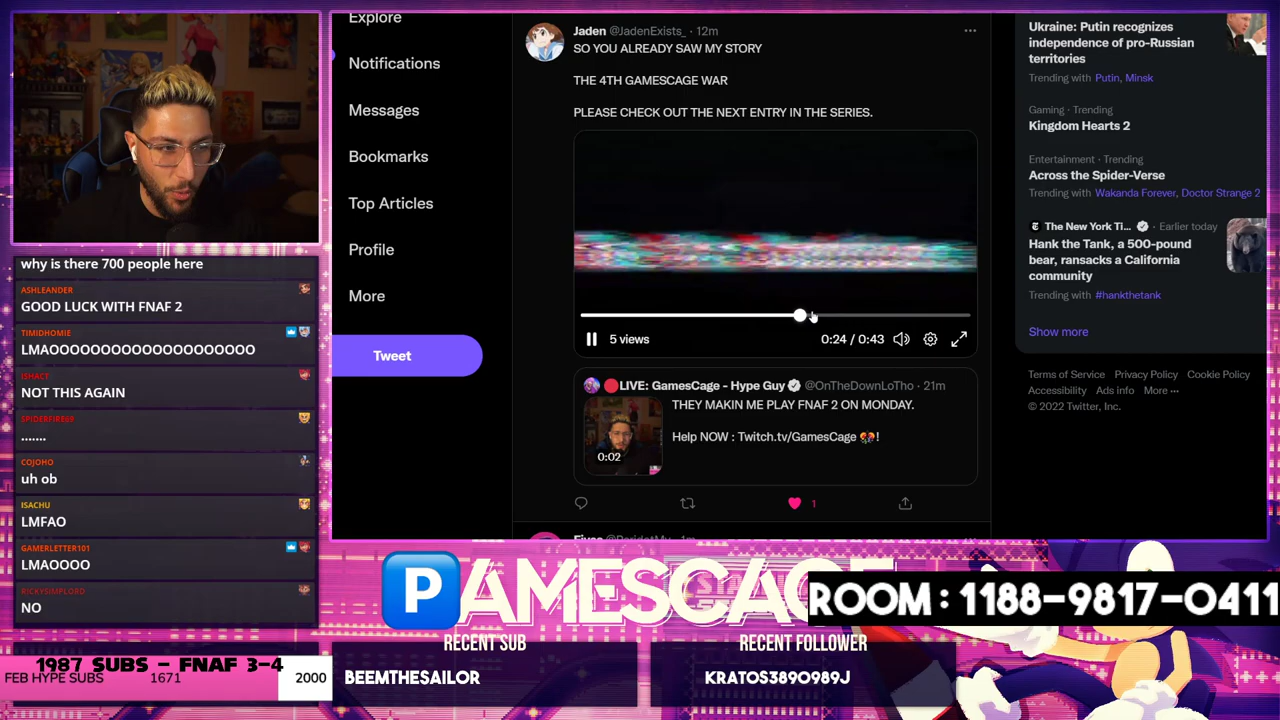 why is there 700 people here
ASHLEANDER
GOOD LUCK WITH FNAF 2
TIMIDHOMIE
LMAOOOOOOOOOOOOOOOOOOO
ISHACT
NOT THIS AGAIN
SPIDERFIRE69
.......
COJOHO
uh ob
ISACHU
LMFAO
GAMERLETTER101
LMAOOOO
RICKYSIMPLORD
NO
1987 SUBS - FNAF 3-4
FEB HYPE SUBS 1671 2000
Explore
Notifications
Messages
Bookmarks
Top Articles
Profile
More
Tweet
Jaden @JadenExists_ · 12m
SO YOU ALREADY SAW MY STORY
THE 4TH GAMESCAGE WAR
PLEASE CHECK OUT THE NEXT ENTRY IN THE SERIES.
5 views 0:24 / 0:43
LIVE: GamesCage - Hype Guy @OnTheDownLoTho · 21m
THEY MAKIN ME PLAY FNAF 2 ON MONDAY.
Help NOW : Twitch.tv/GamesCage !
0:02
1
Ukraine: Putin recognizes
independence of pro-Russian
territories
Trending with Putin, Minsk
Gaming · Trending
Kingdom Hearts 2
Entertainment · Trending
Across the Spider-Verse
Trending with Wakanda Forever, Doctor Strange 2
The New York Ti... · Earlier today
Hank the Tank, a 500-pound
bear, ransacks a California
community
Trending with #hankthetank
Show more
Terms of Service Privacy Policy Cookie Policy
Accessibility Ads info More ···
© 2022 Twitter, Inc.
PAMESCAGE
ROOM : 1188-9817-0411
RECENT SUB
BEEMTHESAILOR
RECENT FOLLOWER
KRATOS3890989J